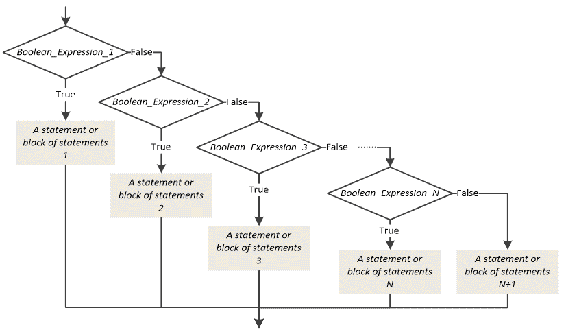 Boolean_Expression_1
False
True
A statement or
block of statements
1
Boolean_Expression_2
False
True
A statement or
block of statements
2
Boolean_Expression_3
False
True
A statement or
block of statements
3
Boolean_Expression_N
False
True
A statement or
block of statements
N
A statement or
block of statements
N+1